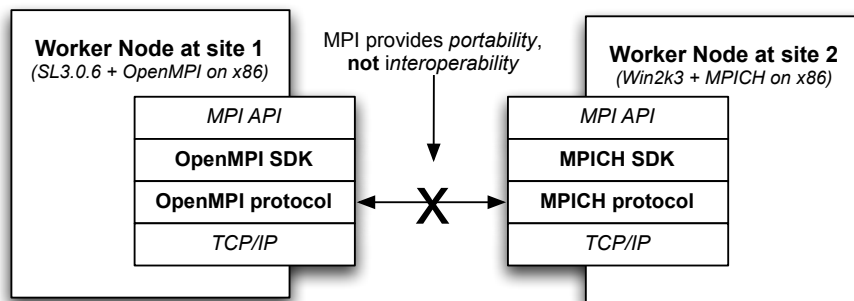 Worker Node at site 1
(SL3.0.6 + OpenMPI on x86)
MPI API
OpenMPI SDK
OpenMPI protocol
TCP/IP
MPI provides portability,
not interoperability
X
Worker Node at site 2
(Win2k3 + MPICH on x86)
MPI API
MPICH SDK
MPICH protocol
TCP/IP